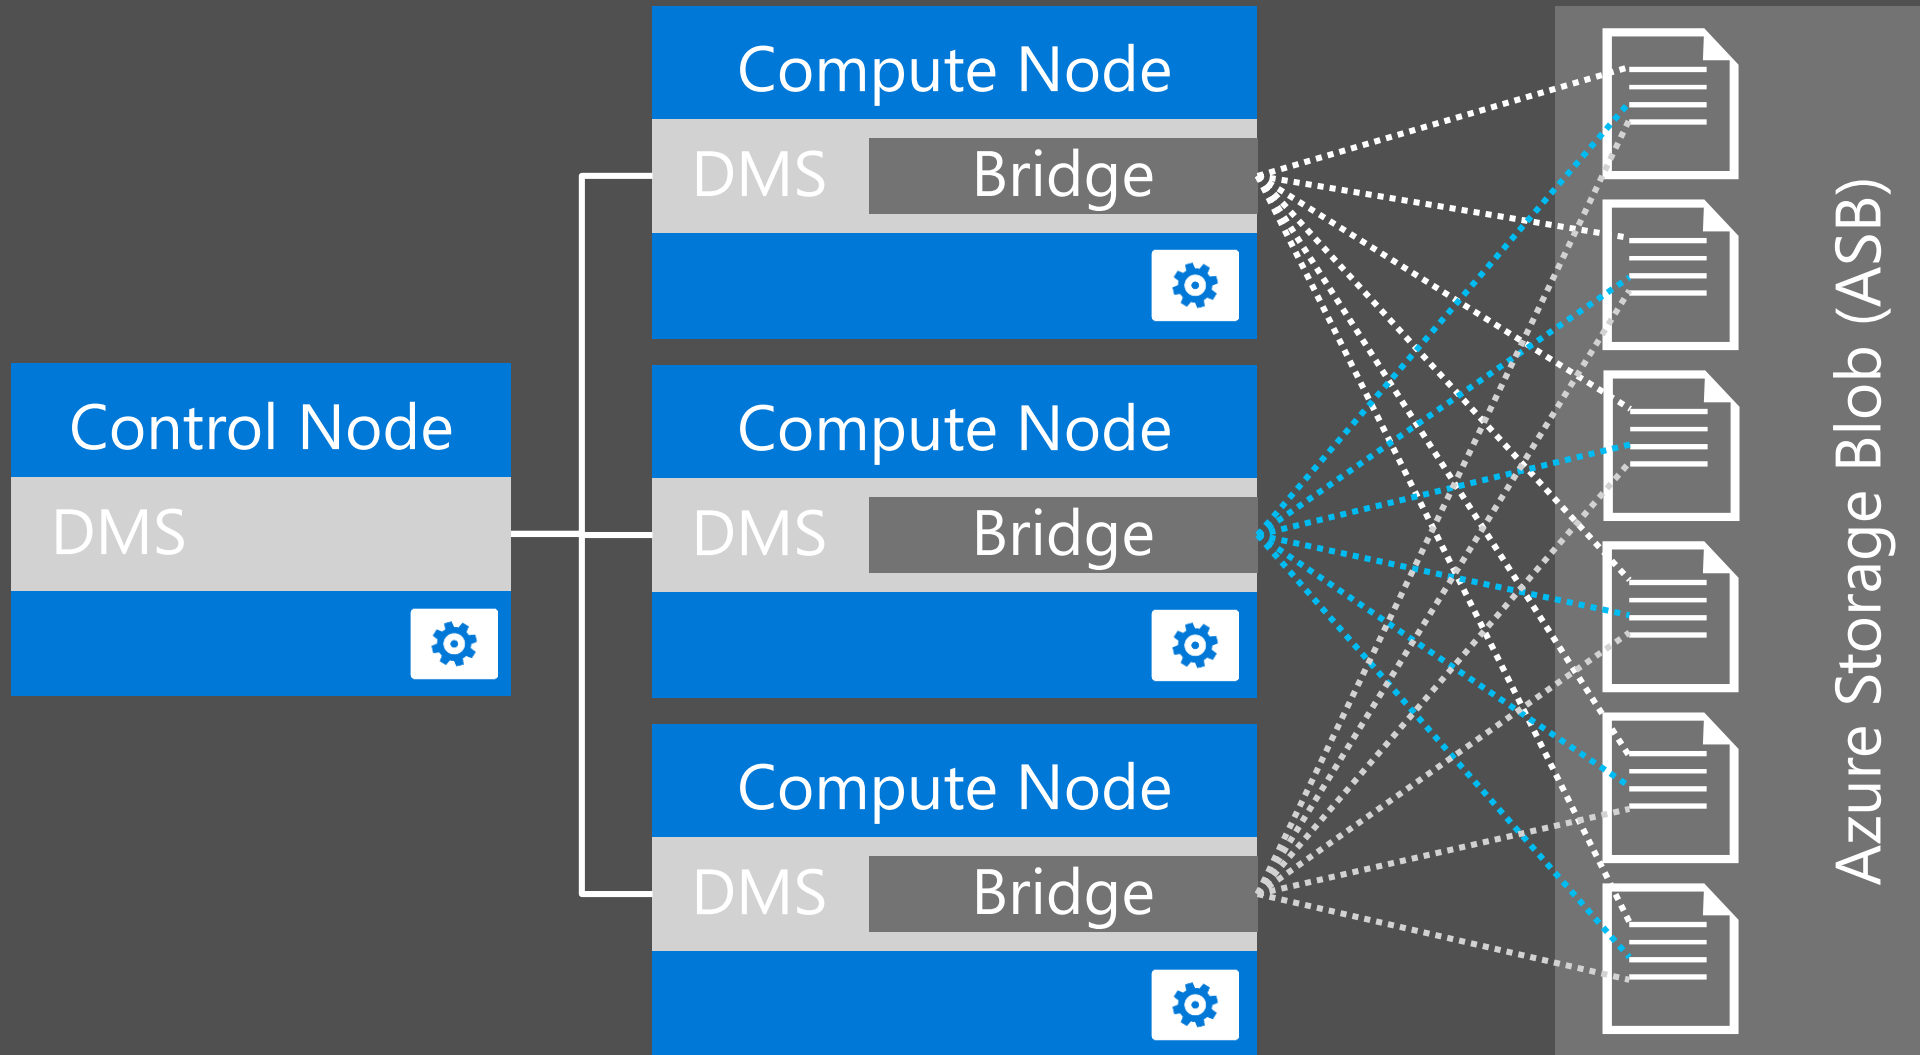 Control Node
DMS
Compute Node
DMS
Bridge
Compute Node
DMS
Bridge
Compute Node
DMS
Bridge
Azure Storage Blob (ASB)